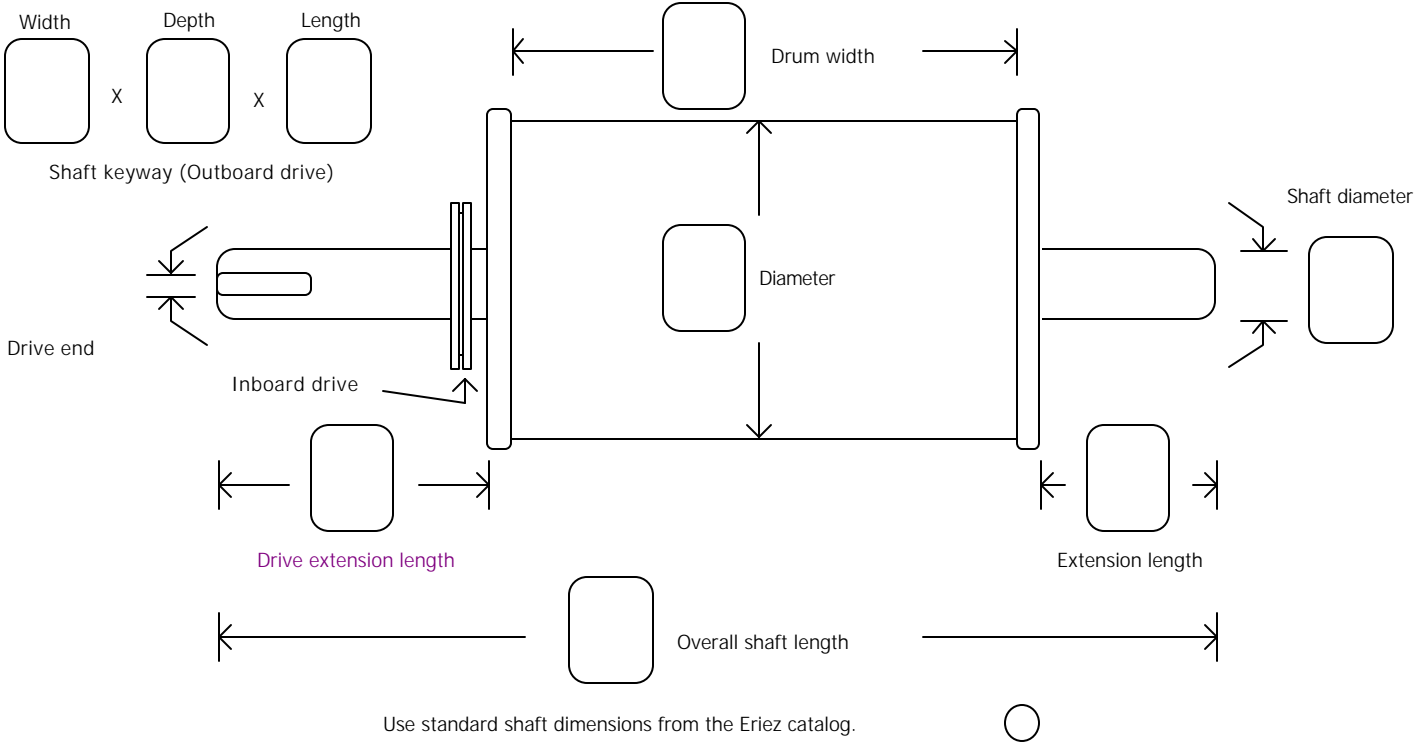 Width
Depth
Length
X
X
Shaft keyway (Outboard drive)
Drum width
Shaft diameter
Diameter
Drive end
Inboard drive
Drive extension length
Extension length
Overall shaft length
Use standard shaft dimensions from the Eriez catalog.